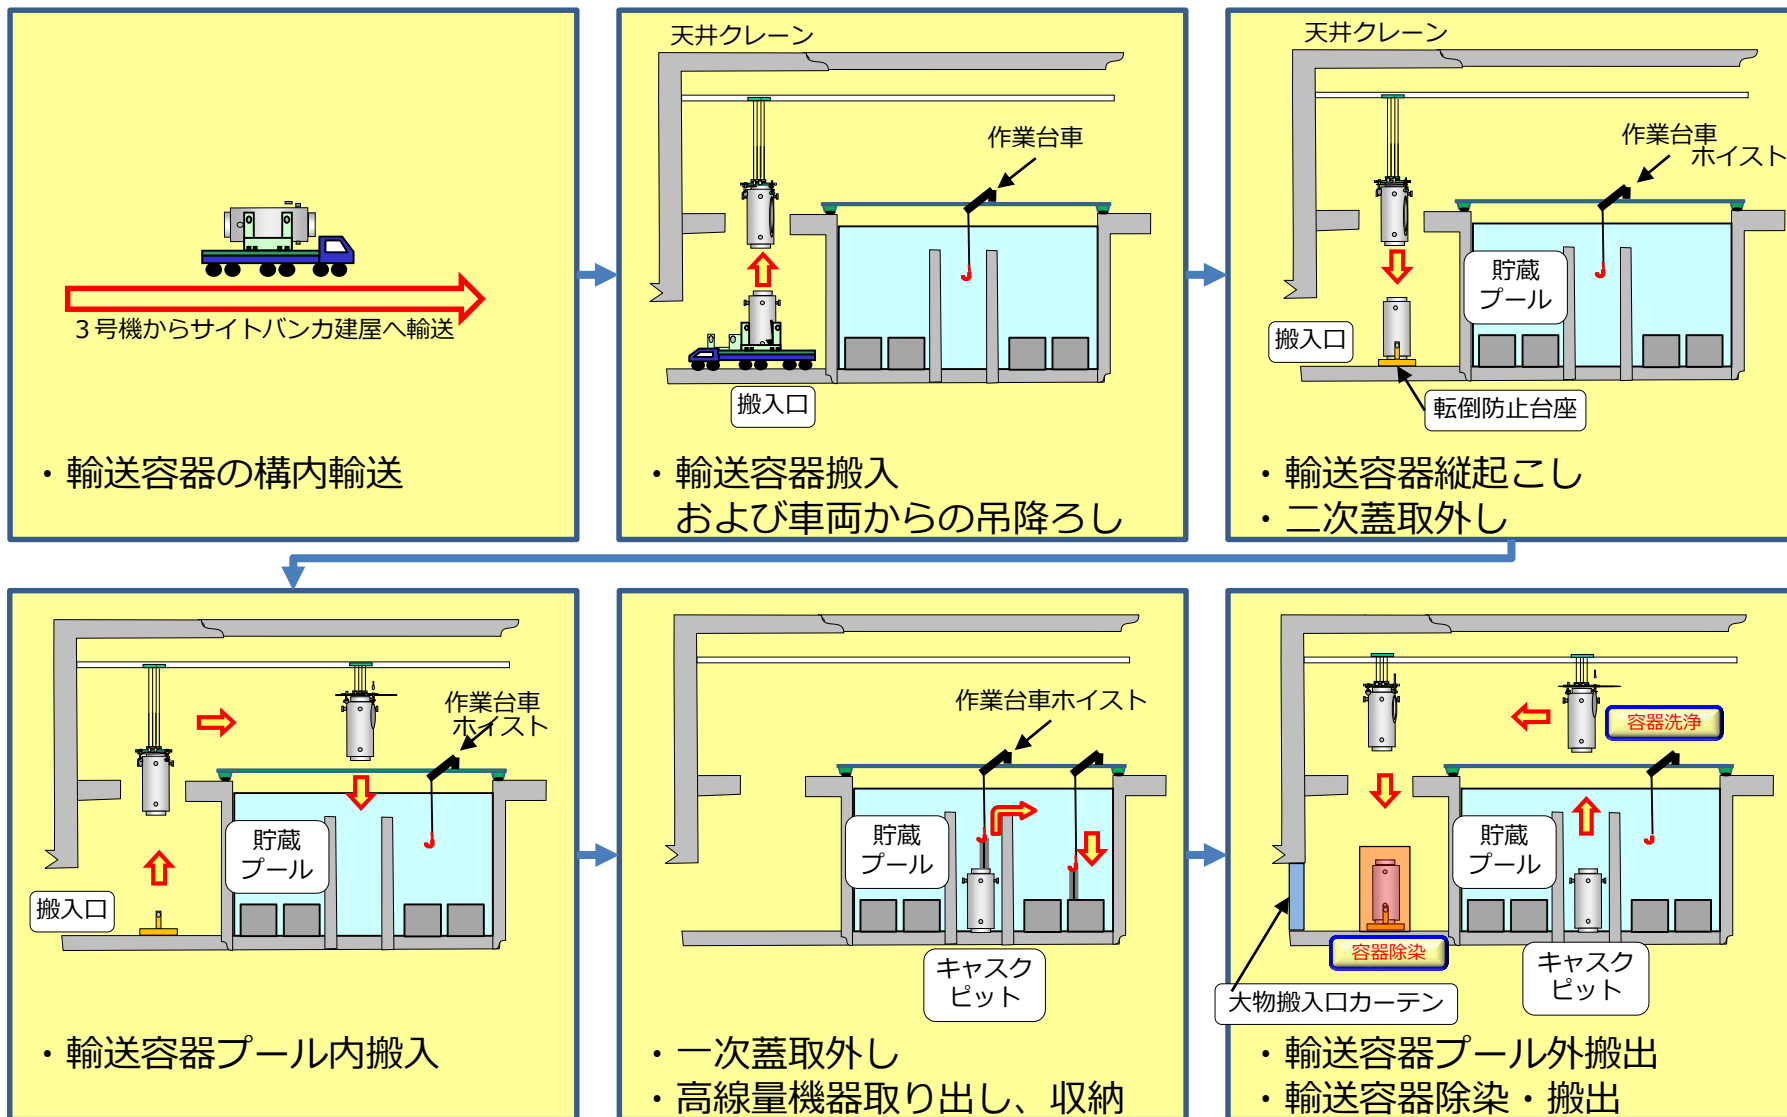 3号機からサイトバンカ建屋へ輸送
・輸送容器の構内輸送
天井クレーン
作業台車
搬入口
・輸送容器搬入
および車両からの吊降ろし
天井クレーン
作業台車
ホイスト
貯蔵
プール
搬入口
転倒防止台座
・輸送容器縦起こし
・二次蓋取外し
作業台車
ホイスト
貯蔵
プール
搬入口
・輸送容器プール内搬入
作業台車ホイスト
貯蔵
プール
キャスク
ピット
・一次蓋取外し
・高線量機器取り出し、収納
容器洗浄
貯蔵
プール
容器除染
キャスク
ピット
大物搬入口カーテン
・輸送容器プール外搬出
・輸送容器除染・搬出